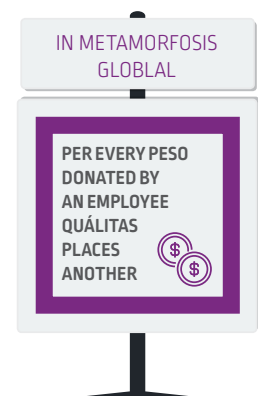 IN METAMORFOSIS
GLOBLAL
PER EVERY PESO
DONATED BY
AN EMPLOYEE
QUÁLITAS
PLACES
ANOTHER
$
$